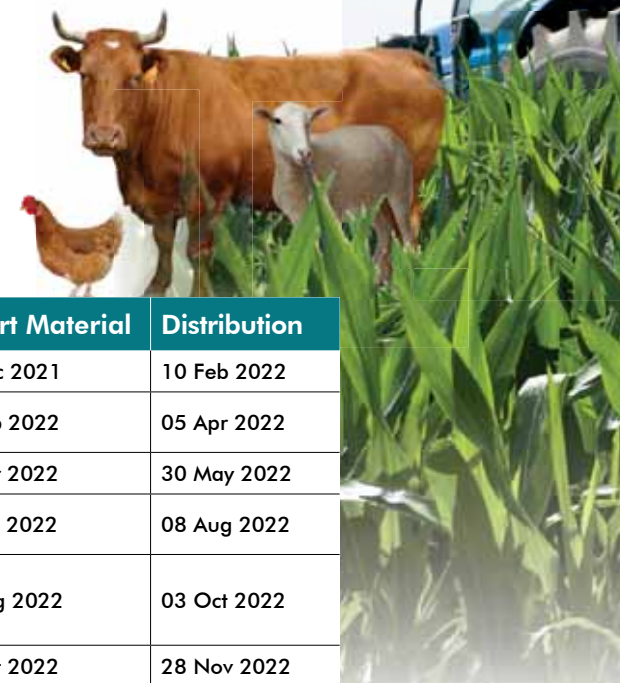 rt Material Distribution
c 2021 10 Feb 2022
2022 05 Apr 2022
2022 30 May 2022
2022 08 Aug 2022
g 2022 03 Oct 2022
2022 28 Nov 2022